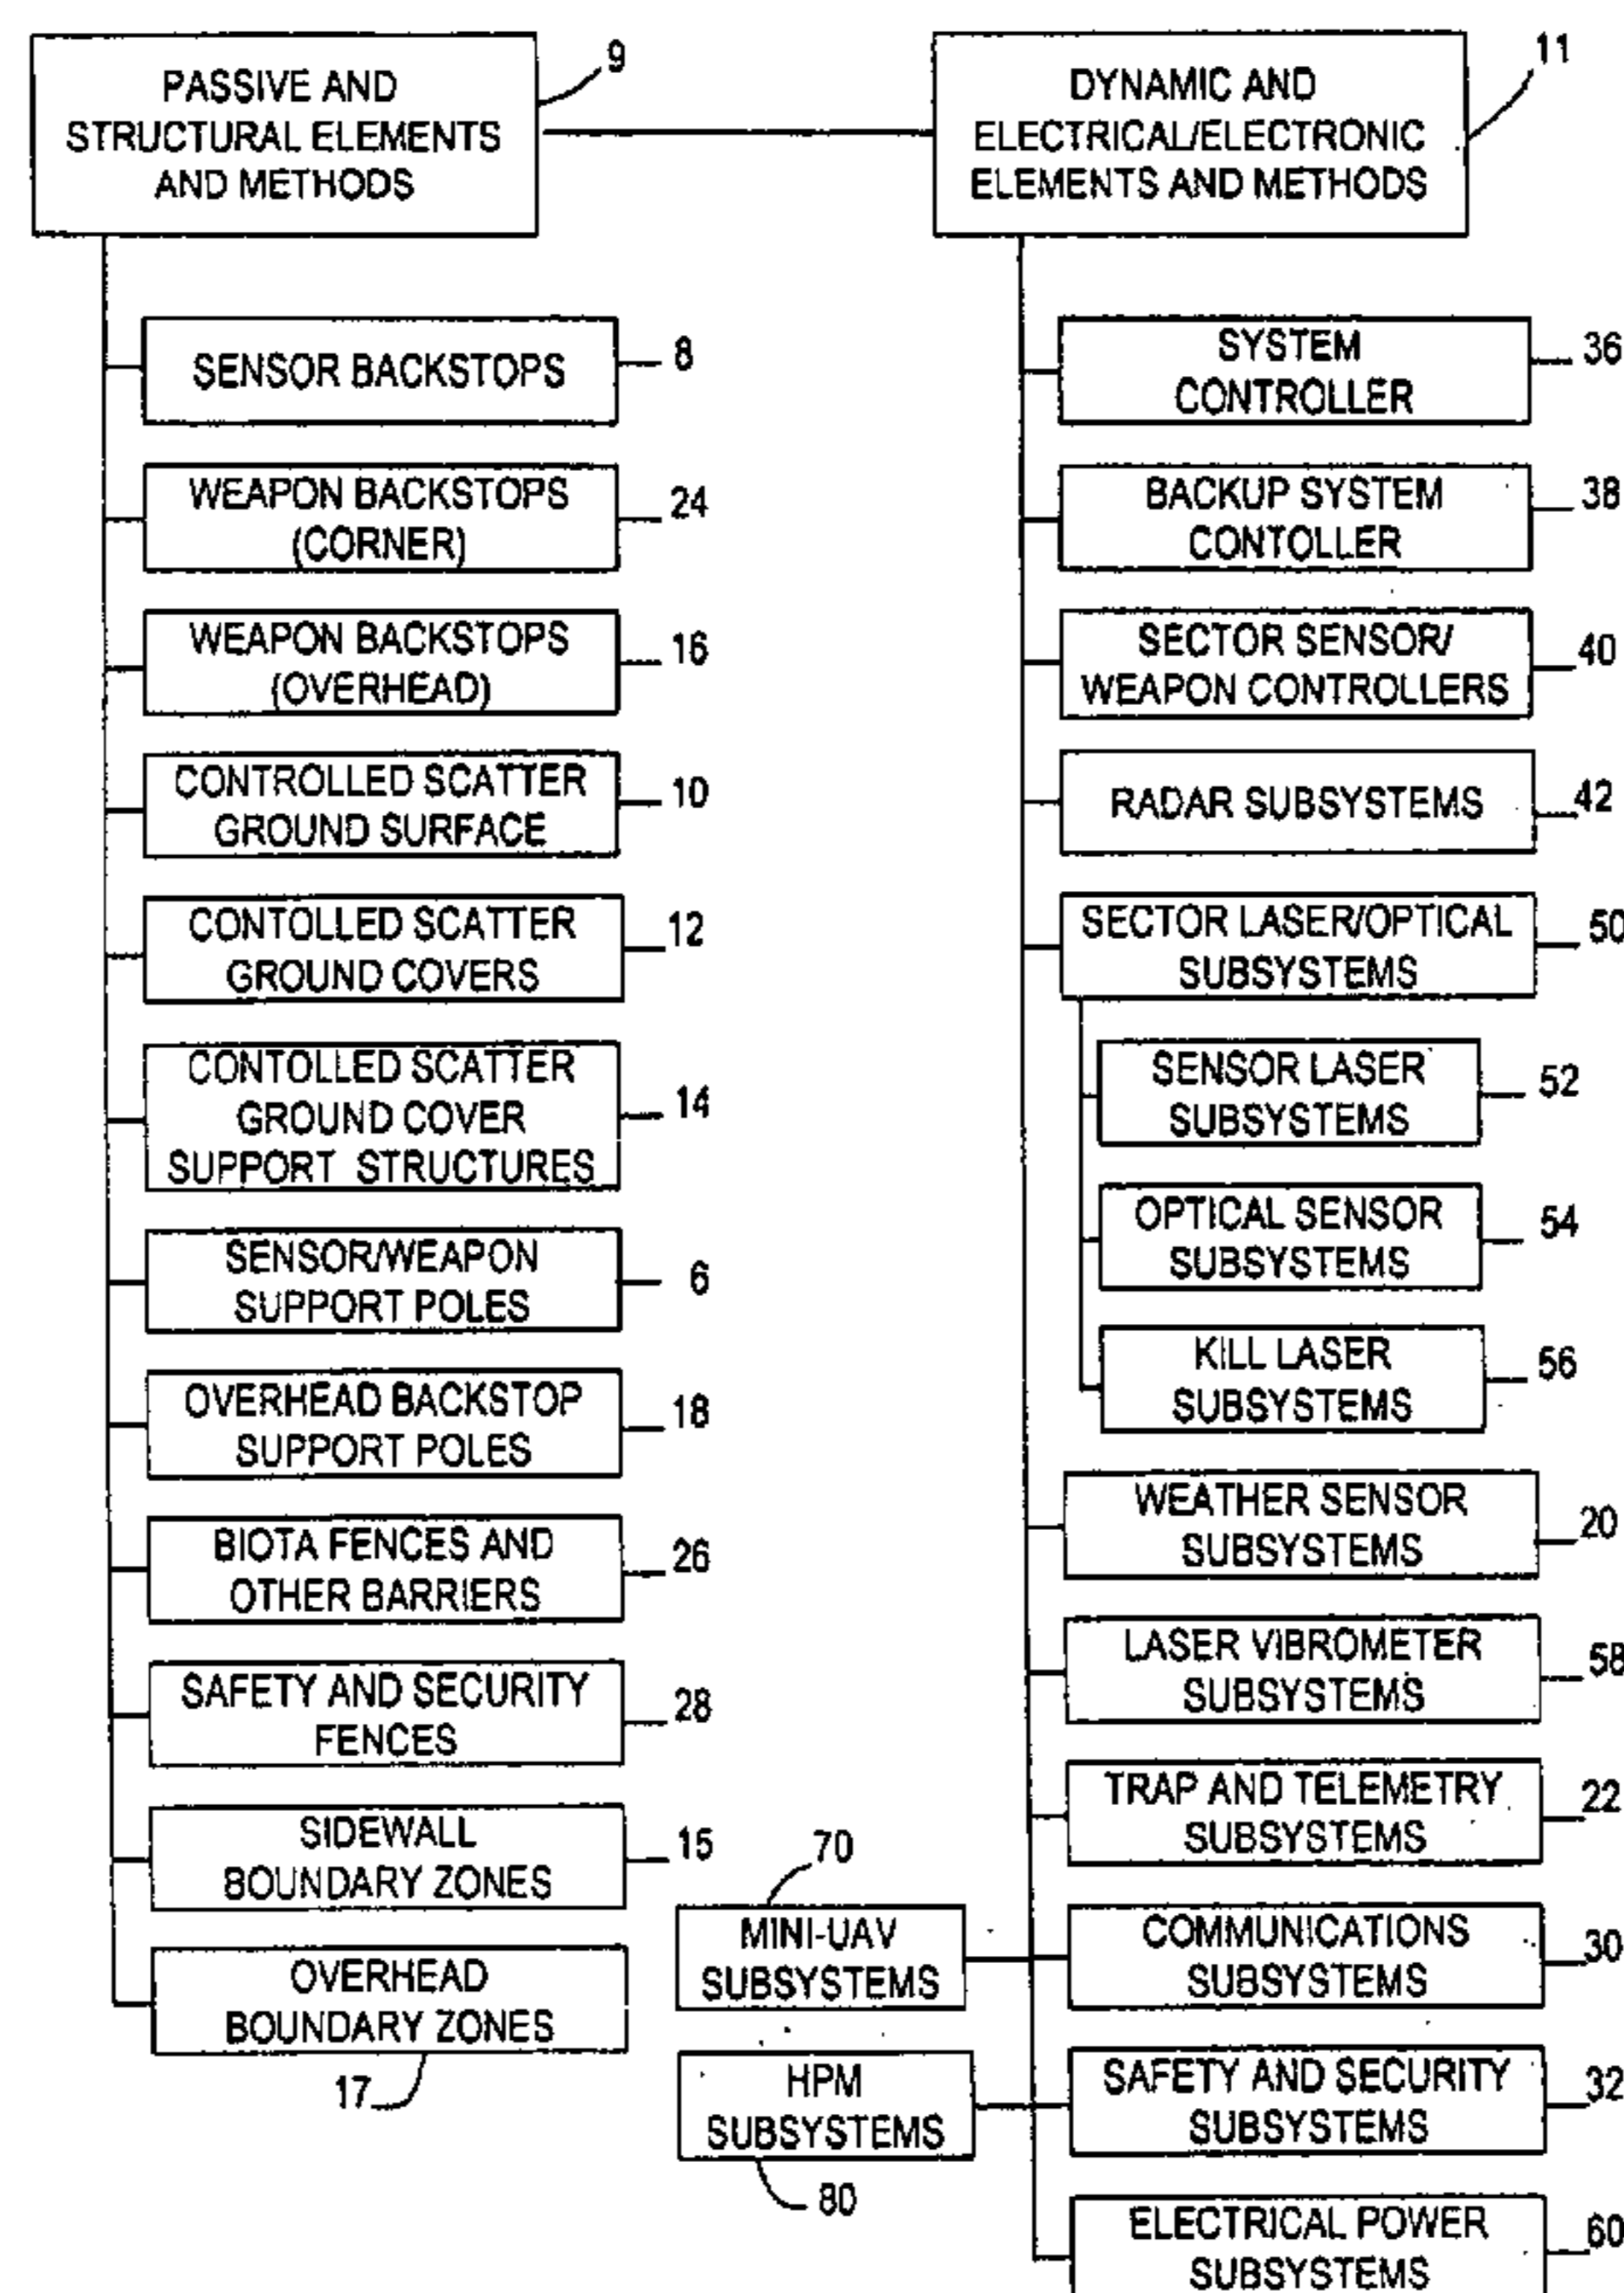 PASSIVE AND
STRUCTURAL ELEMENTS
AND METHODS
9
DYNAMIC AND
ELECTRICAL/ELECTRONIC
ELEMENTS AND METHODS
11
SENSOR BACKSTOPS
8
WEAPON BACKSTOPS
(CORNER)
24
WEAPON BACKSTOPS
(OVERHEAD)
16
CONTROLLED SCATTER
GROUND SURFACE
10
CONTOLLED SCATTER
GROUND COVERS
12
CONTOLLED SCATTER
GROUND COVER
SUPPORT STRUCTURES
14
SENSOR/WEAPON
SUPPORT POLES
6
OVERHEAD BACKSTOP
SUPPORT POLES
18
BIOTA FENCES AND
OTHER BARRIERS
26
SAFETY AND SECURITY
FENCES
28
SIDEWALL
BOUNDARY ZONES
15
OVERHEAD
BOUNDARY ZONES
17
SYSTEM
CONTROLLER
36
BACKUP SYSTEM
CONTOLLER
38
SECTOR SENSOR/
WEAPON CONTROLLERS
40
RADAR SUBSYSTEMS
42
SECTOR LASER/OPTICAL
SUBSYSTEMS
50
SENSOR LASER
SUBSYSTEMS
52
OPTICAL SENSOR
SUBSYSTEMS
54
KILL LASER
SUBSYSTEMS
56
WEATHER SENSOR
SUBSYSTEMS
20
LASER VIBROMETER
SUBSYSTEMS
58
TRAP AND TELEMETRY
SUBSYSTEMS
22
70
MINI-UAV
SUBSYSTEMS
COMMUNICATIONS
SUBSYSTEMS
30
HPM
SUBSYSTEMS
80
SAFETY AND SECURITY
SUBSYSTEMS
32
ELECTRICAL POWER
SUBSYSTEMS
60